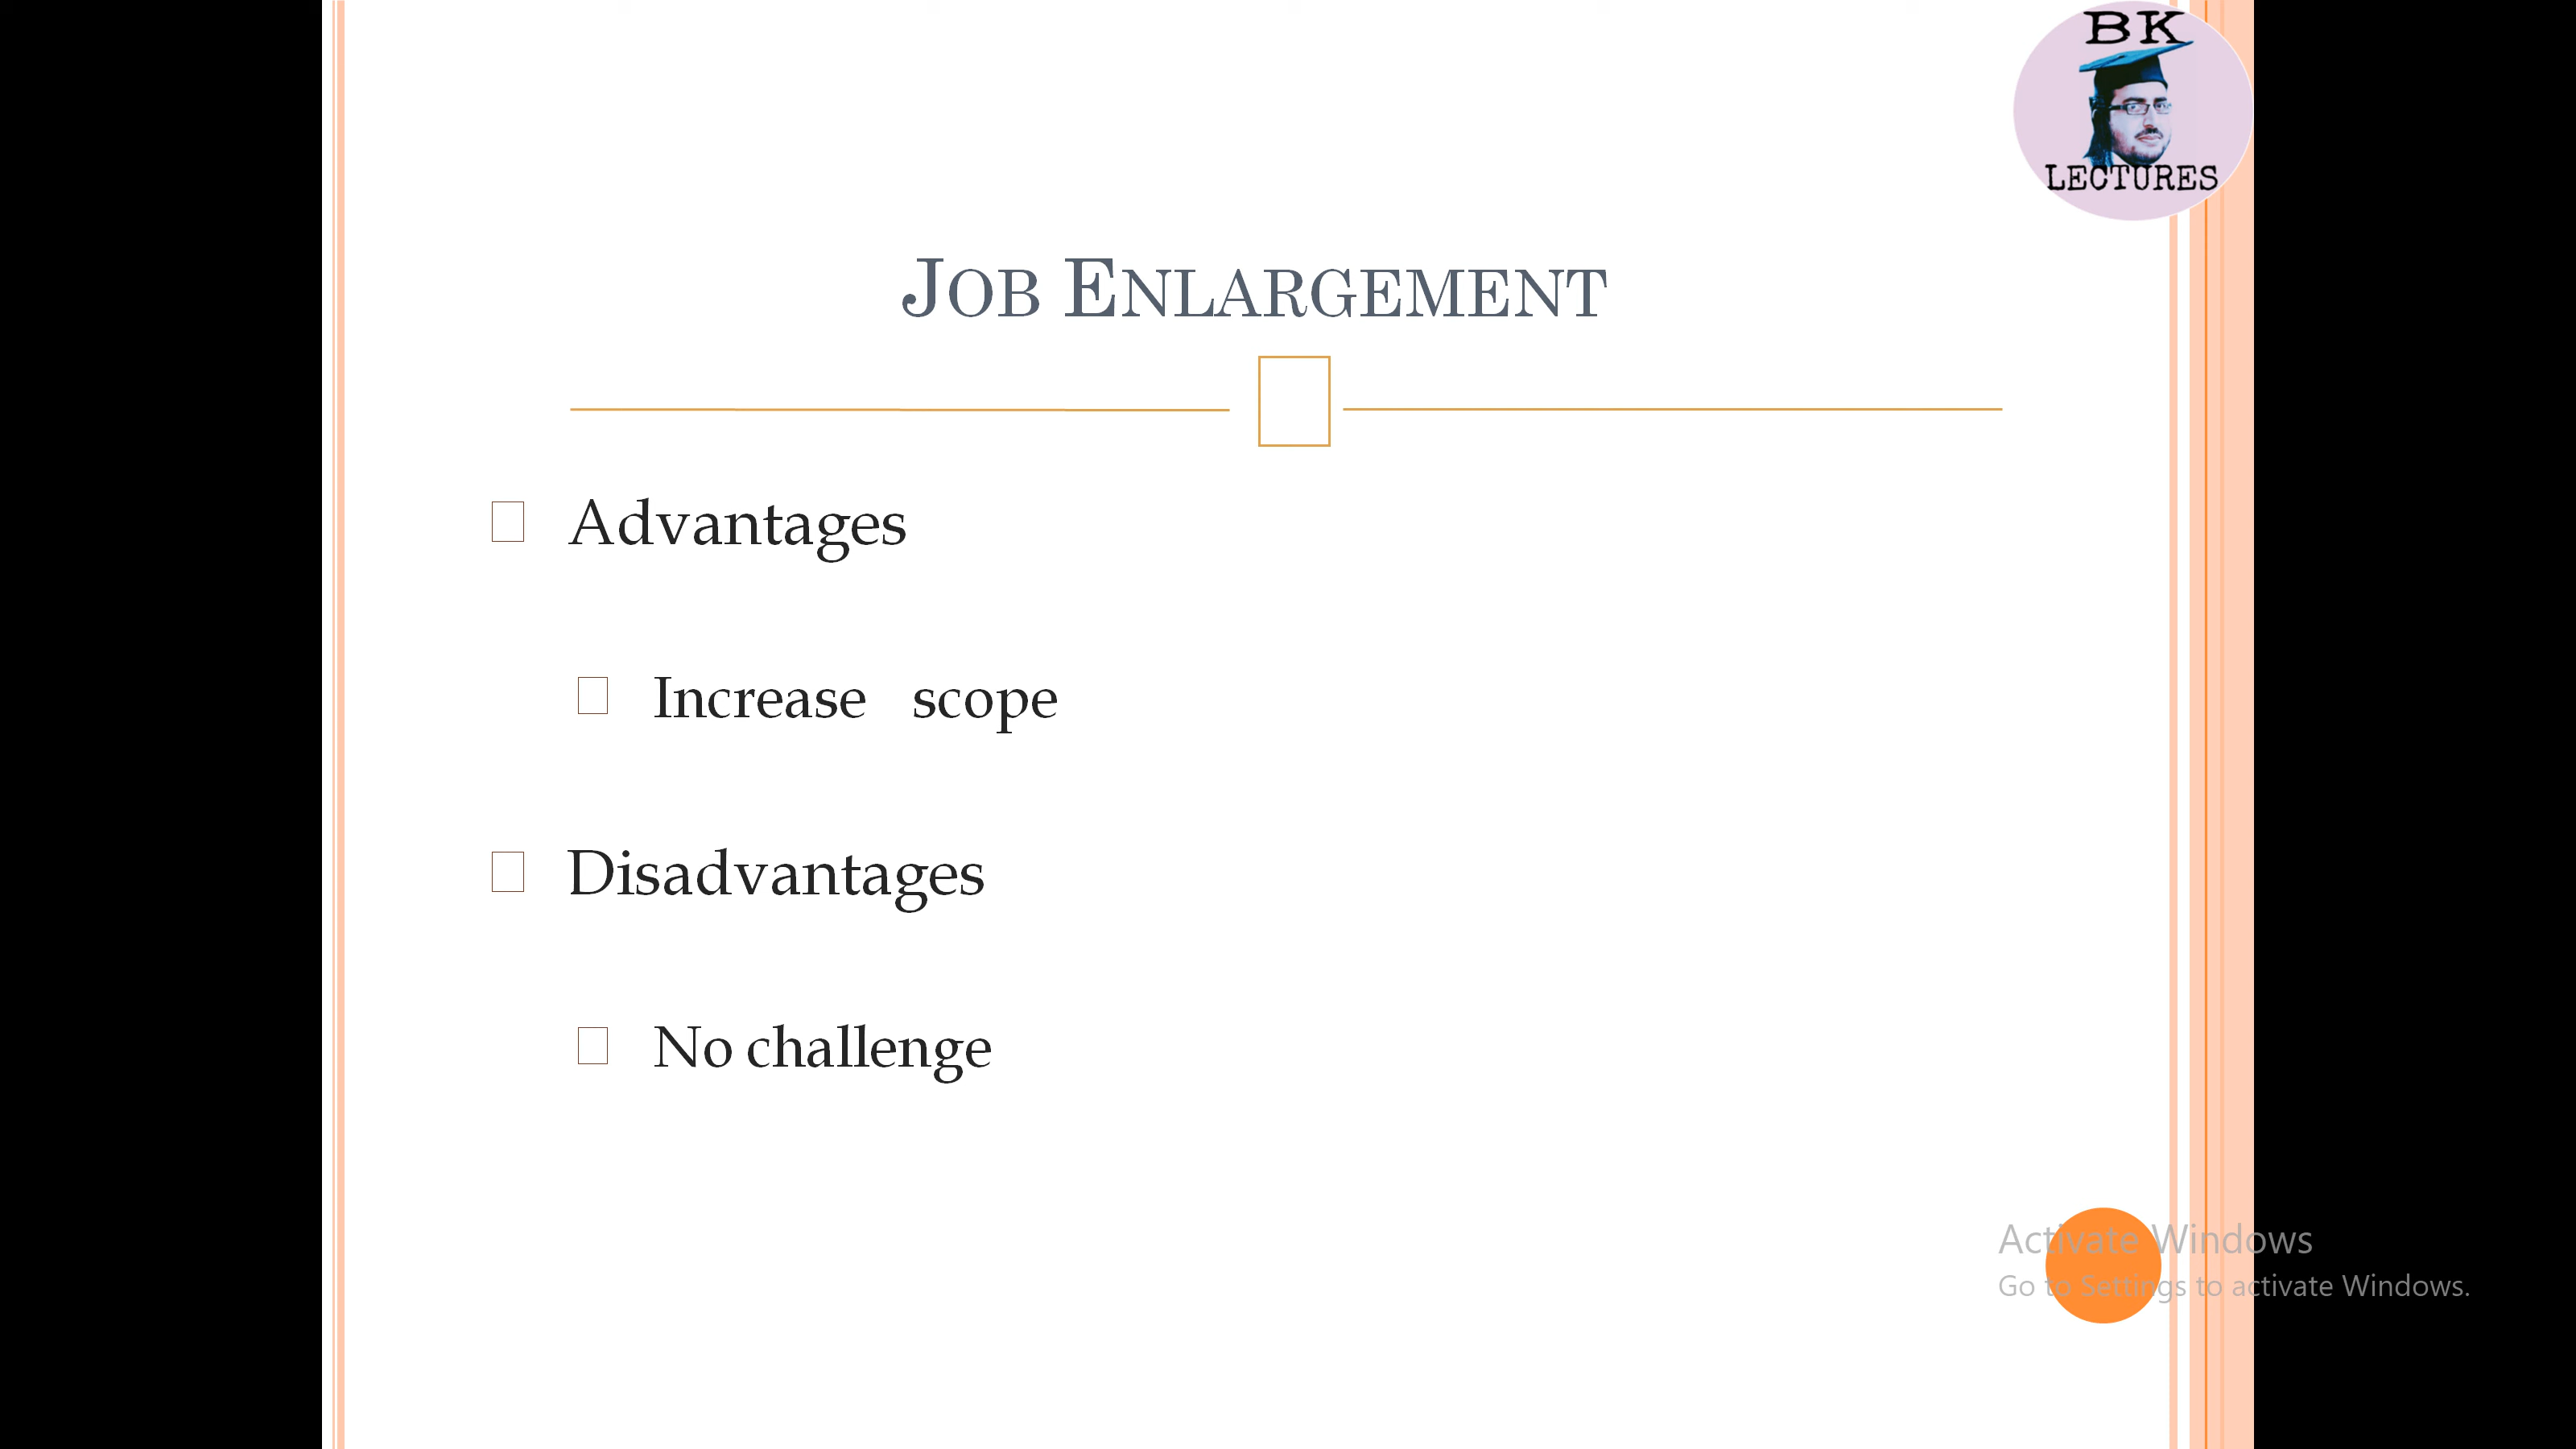 BK
LECTURES
Job Enlargement
Advantages
Increase scope
Disadvantages
No challenge
Activate Windows
Go to Settings to activate Windows.